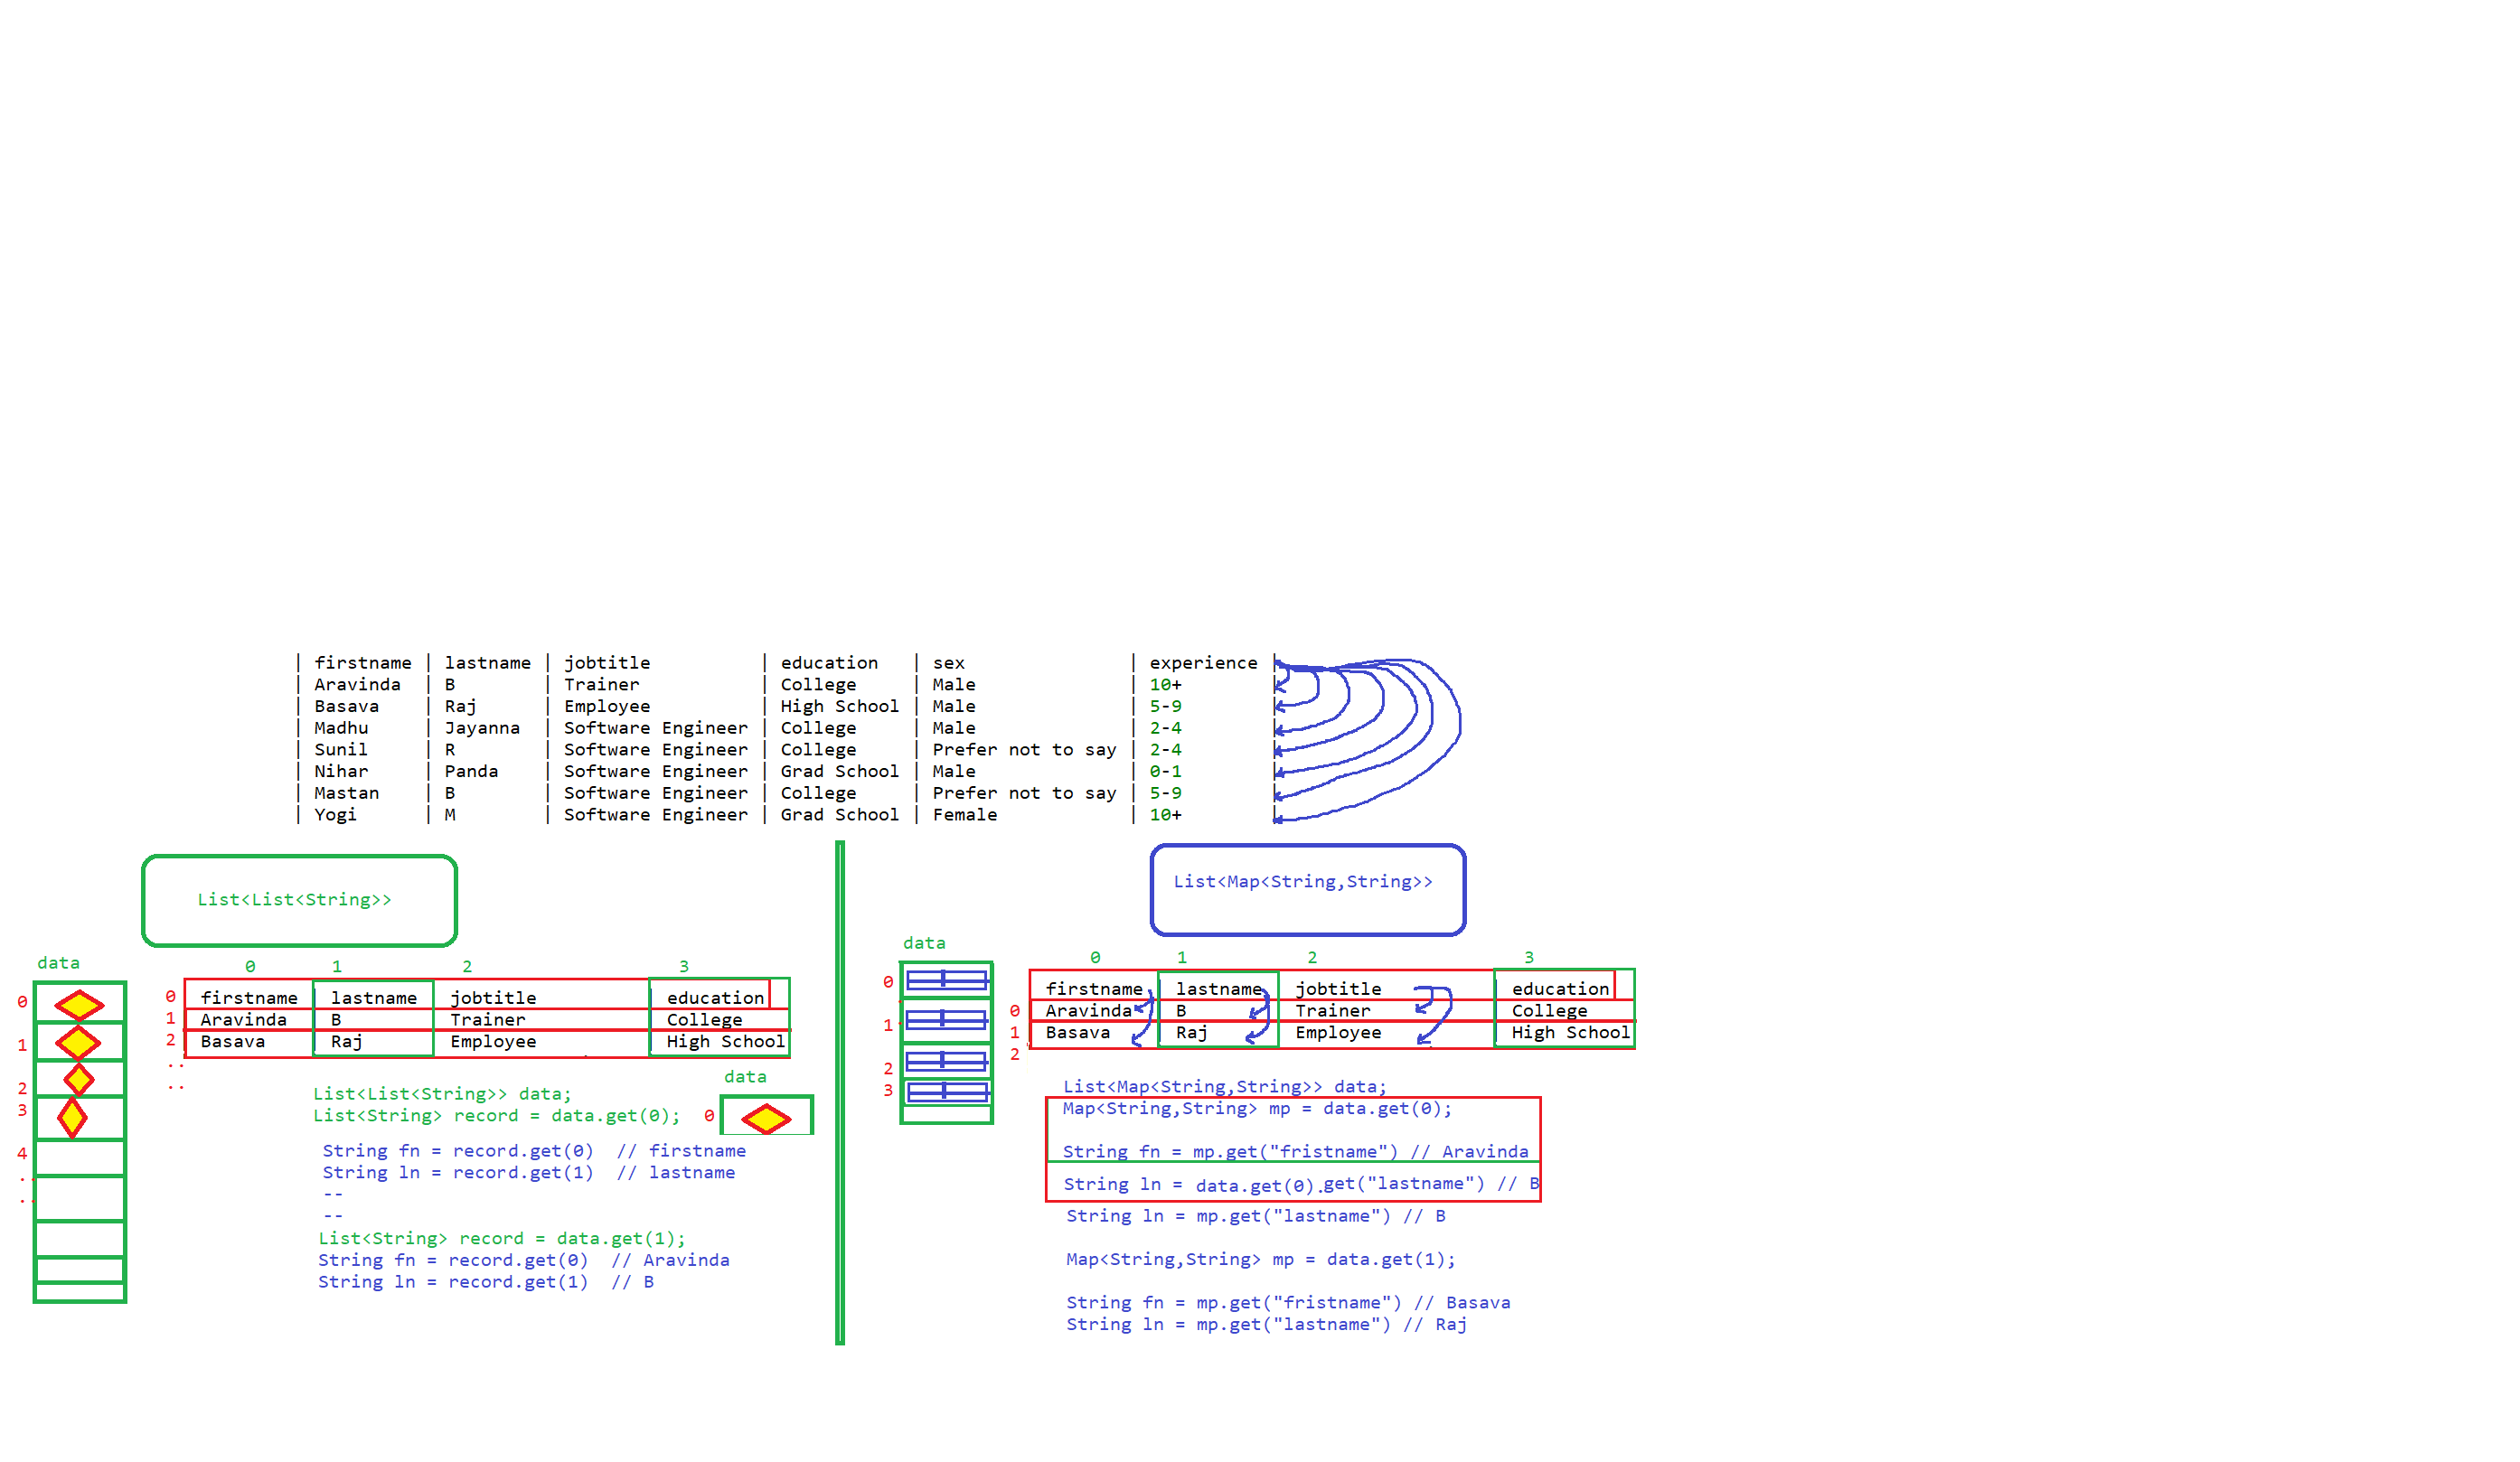 | firstname | lastname | jobtitle | education | sex | experience |
| Aravinda | B | Trainer | College | Male | 10+ |
| Basava | Raj | Employee | High School | Male | 5-9 |
| Madhu | Jayanna | Software Engineer | College | Male | 2-4 |
| Sunil | R | Software Engineer | College | Prefer not to say | 2-4 |
| Nihar | Panda | Software Engineer | Grad School | Male | 0-1 |
| Mastan | B | Software Engineer | College | Prefer not to say | 5-9 |
| Yogi | M | Software Engineer | Grad School | Female | 10+ |
List<List<String>>
data
0
1
2
3
4
..
..
0 1 2 3
0 firstname lastname jobtitle education
1 Aravinda B Trainer College
2 Basava Raj Employee High School
..
..
List<List<String>> data;
List<String> record = data.get(0);
data
0
String fn = record.get(0) // firstname
String ln = record.get(1) // lastname
--
--
List<String> record = data.get(1);
String fn = record.get(0) // Aravinda
String ln = record.get(1) // B
List<Map<String,String>>
data
0
1
2
3
0 1 2 3
firstname lastname jobtitle education
0 Aravinda B Trainer College
1 Basava Raj Employee High School
2
List<Map<String,String>> data;
Map<String,String> mp = data.get(0);
String fn = mp.get("fristname") // Aravinda
String ln = data.get(0).get("lastname") // B
String ln = mp.get("lastname") // B
Map<String,String> mp = data.get(1);
String fn = mp.get("fristname") // Basava
String ln = mp.get("lastname") // Raj